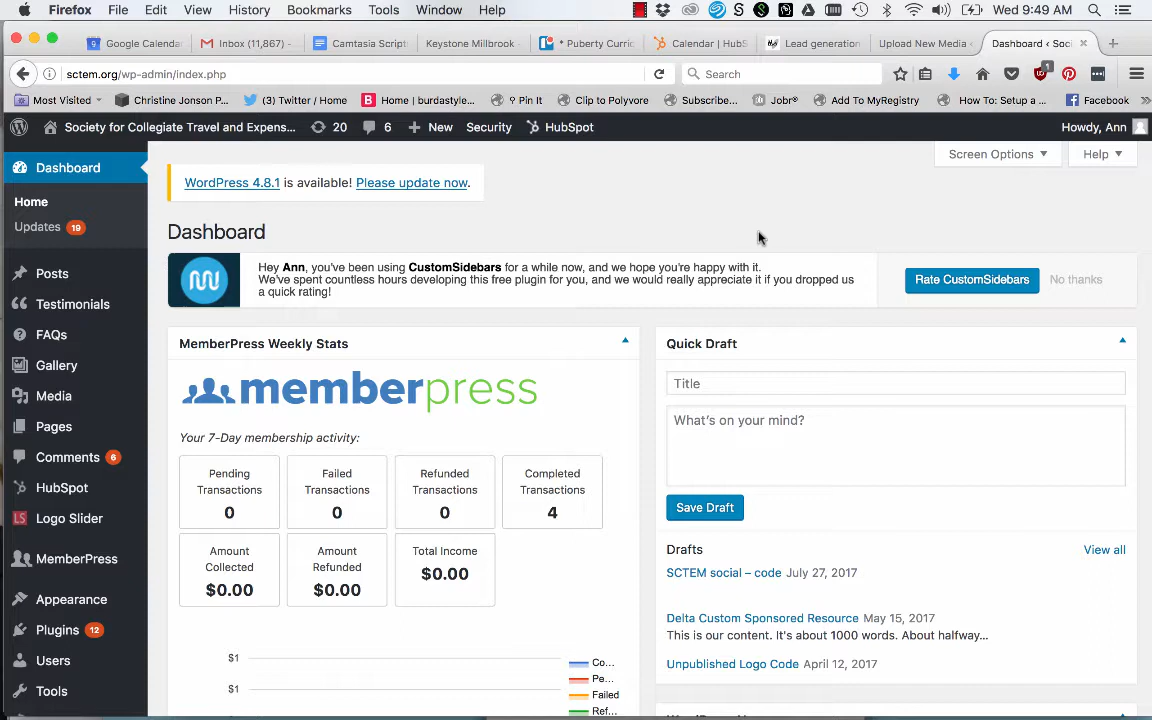 Firefox File Edit View History Bookmarks Tools Window Help Wed 9:49 AM
Google Calenda Inbox (11,867) - Camtasia Script Keystone Millbrook * Puberty Curric Calendar | HubS Lead generation Upload New Media Dashboard ‹ Soci
sctem.org/wp-admin/index.php Search 1
Most Visited Christine Jonson P... (3) Twitter / Home Home | burdastyle... Pin It Clip to Polyvore Subscribe... Jobr® Add To MyRegistry How To: Setup a ... Facebook
Society for Collegiate Travel and Expens... 20 6 New Security HubSpot Howdy, Ann
Dashboard
Screen Options Help
WordPress 4.8.1 is available! Please update now.
Home
Updates 19
Dashboard
Hey Ann, you've been using CustomSidebars for a while now, and we hope you're happy with it.
We've spent countless hours developing this free plugin for you, and we would really appreciate it if you dropped us
a quick rating!
Rate CustomSidebars No thanks
Posts
Testimonials
FAQs
Gallery
Media
Pages
Comments 6
HubSpot
LS Logo Slider
MemberPress
Appearance
Plugins 12
Users
Tools
MemberPress Weekly Stats
memberpress
Your 7-Day membership activity:
Pending Transactions 0
Failed Transactions 0
Refunded Transactions 0
Completed Transactions 4
Amount Collected $0.00
Amount Refunded $0.00
Total Income $0.00
$1
$1
Co...
Pe...
Failed
Ref...
Quick Draft
Title
What's on your mind?
Save Draft
Drafts View all
SCTEM social – code July 27, 2017
Delta Custom Sponsored Resource May 15, 2017
This is our content. It's about 1000 words. About halfway...
Unpublished Logo Code April 12, 2017